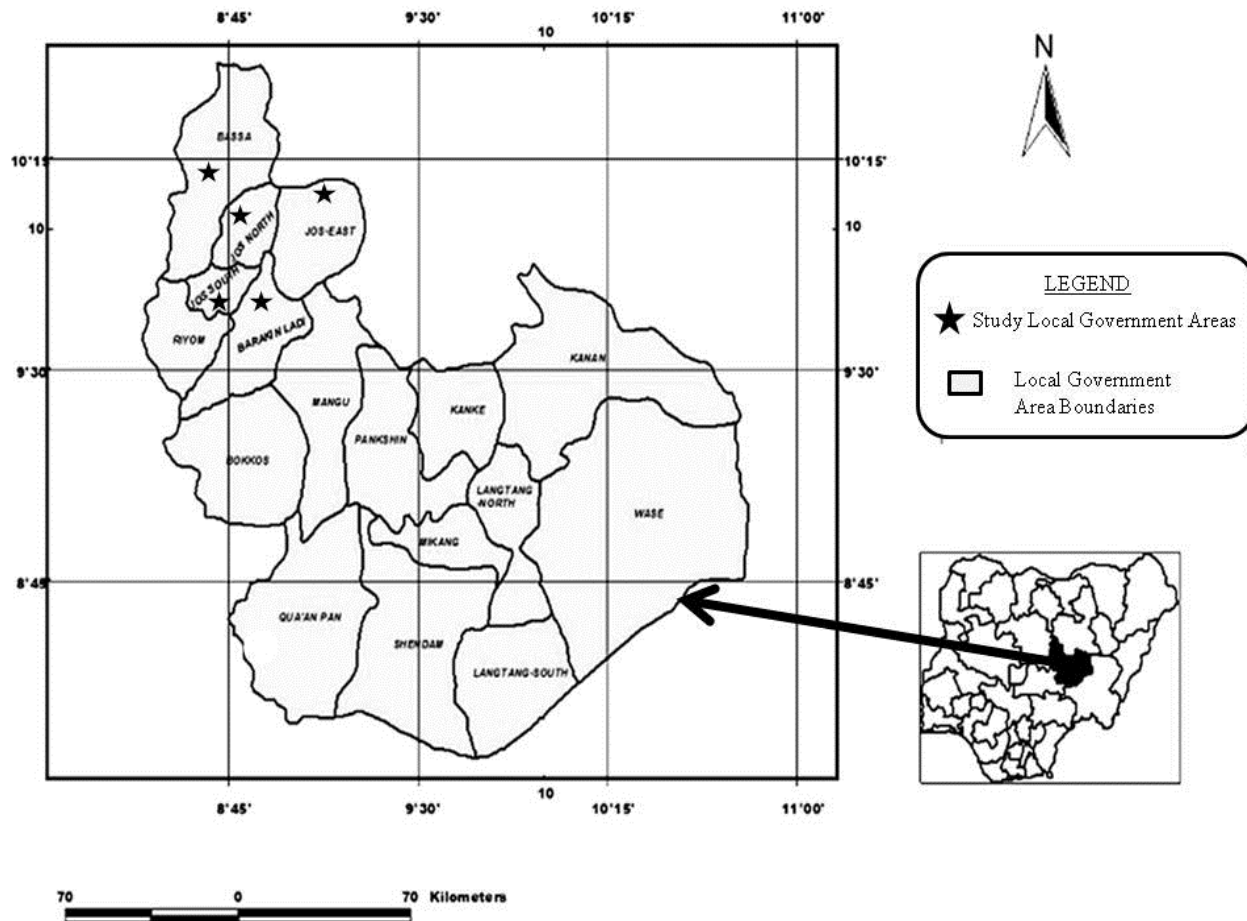 8°45'
9°30'
10
10°15'
11°00'
N
BASSA
10°15'
10°15'
JOS NORTH
JOS-EAST
10
10
JOS SOUTH
BARAKIN LADI
RIYOM
LEGEND
Study Local Government Areas
Local Government
Area Boundaries
KANAN
9°30'
9°30'
MANGU
KANKE
PANKSHIN
BOKKOS
LANGTANG
-NORTH
WASE
MIKANG
8°45'
8°45'
QUA'AN PAN
SHENDAM
LANGTANG-SOUTH
8°45'
9°30'
10
10°15'
11°00'
70 0 70 Kilometers